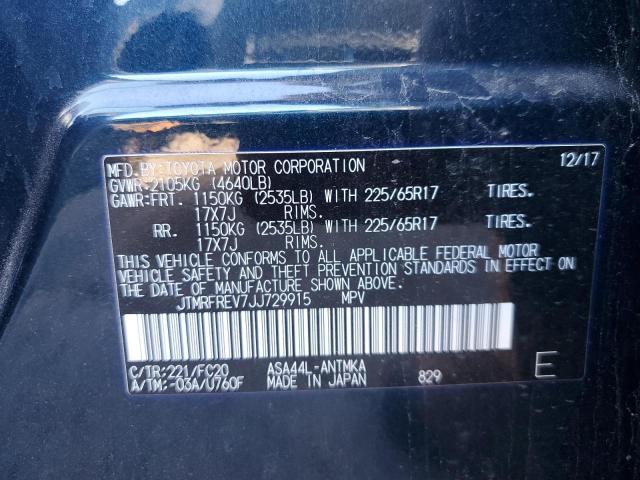 MFD.BY:TOYOTA MOTOR CORPORATION 12/17
GVWR:2105KG (4640LB)
GAWR:FRT. 1150KG (2535LB) WITH 225/65R17 TIRES.
17X7J RIMS.
RR. 1150KG (2535LB) WITH 225/65R17 TIRES.
17X7J RIMS.
THIS VEHICLE CONFORMS TO ALL APPLICABLE FEDERAL MOTOR
VEHICLE SAFETY AND THEFT PREVENTION STANDARDS IN EFFECT ON
THE DATE OF MANUFACTURE SHOWN ABOVE.
JTMRFREV7JJ729915 MPV
C/TR:221/FC20 ASA44L-ANTMKA
A/TM:-03A/U760F MADE IN JAPAN 829 E